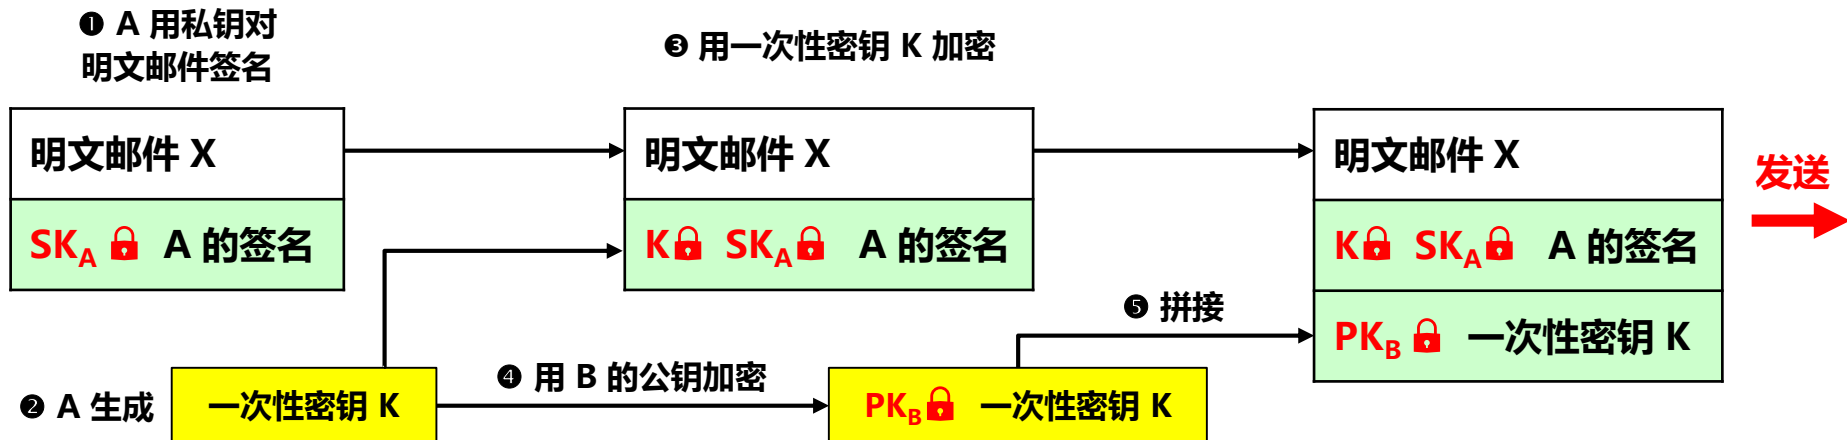 ❶ A 用私钥对
明文邮件签名
❸ 用一次性密钥 K 加密
明文邮件 X
SKA A 的签名
明文邮件 X
K SKA A 的签名
明文邮件 X
K SKA A 的签名
PKB 一次性密钥 K
发送
❺ 拼接
❷ A 生成
一次性密钥 K
❹ 用 B 的公钥加密
PKB 一次性密钥 K